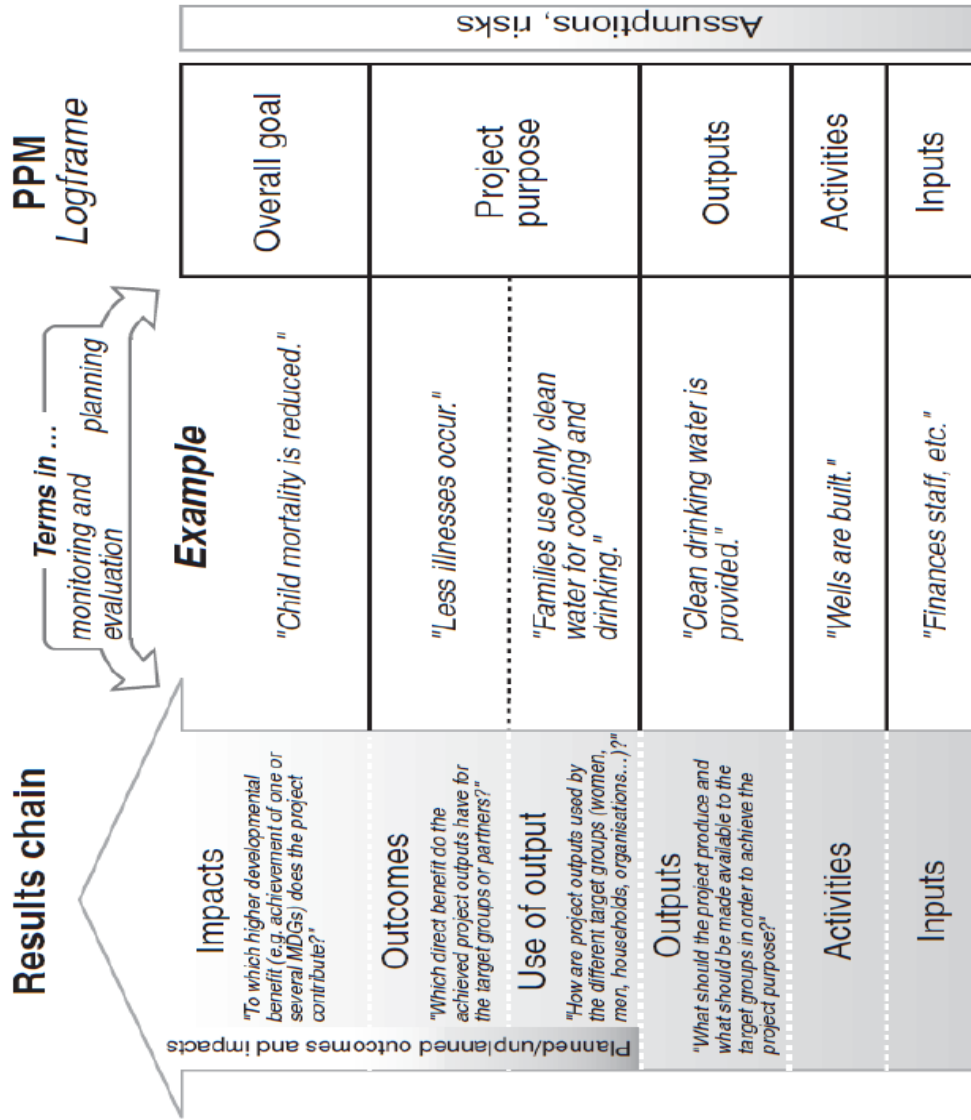 Results chain
Terms in ...
monitoring and
evaluation
planning
PPM
Logframe
Example
Impacts
"To which higher developmental
benefit (e.g. achievement of one or
several MDGs) does the project
contribute?"
"Child mortality is reduced."
Overall goal
Outcomes
"Which direct benefit do the
achieved project outputs have for
the target groups or partners?"
"Less illnesses occur."
Project
purpose
Use of output
"How are project outputs used by
the different target groups (women,
men, households, organisations...)?"
"Families use only clean
water for cooking and
drinking."
Outputs
"What should the project produce and
what should be made available to the
target groups in order to achieve the
project purpose?"
"Clean drinking water is
provided."
Outputs
Activities
"Wells are built."
Activities
Inputs
"Finances staff, etc."
Inputs
Planned/unplanned outcomes and impacts
Assumptions, risks